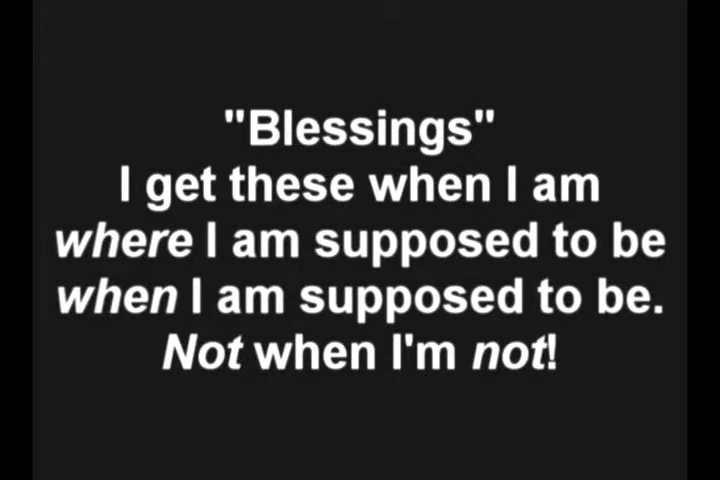 "Blessings"
I get these when I am
where I am supposed to be
when I am supposed to be.
Not when I'm not!